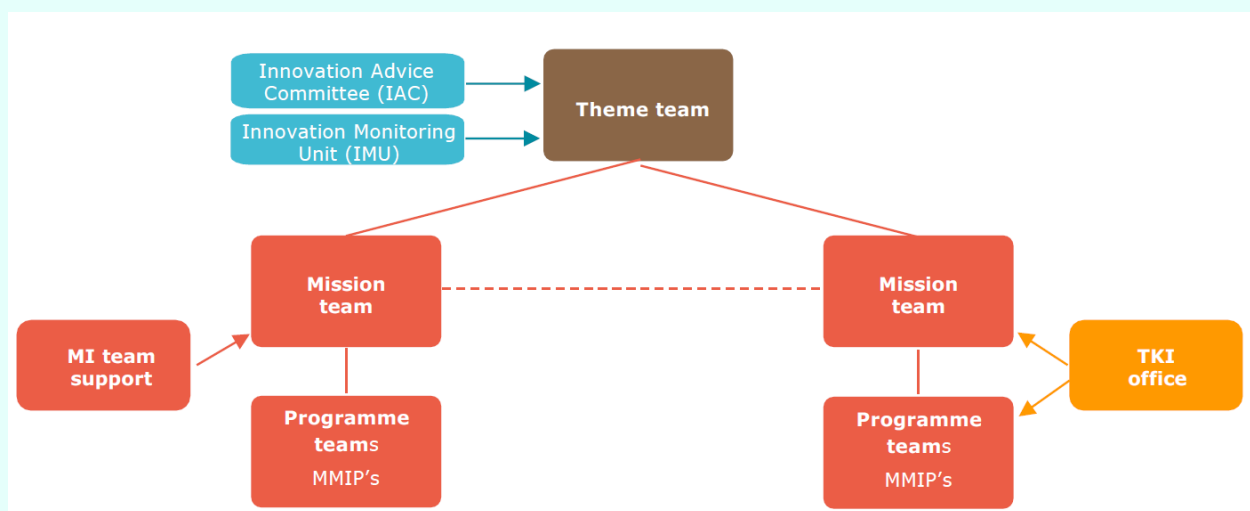 Innovation Advice
Committee (IAC)
Theme team
Innovation Monitoring
Unit (IMU)
Mission
team
Mission
team
MI team
support
TKI
office
Programme
teams
MMIP's
Programme
teams
MMIP's